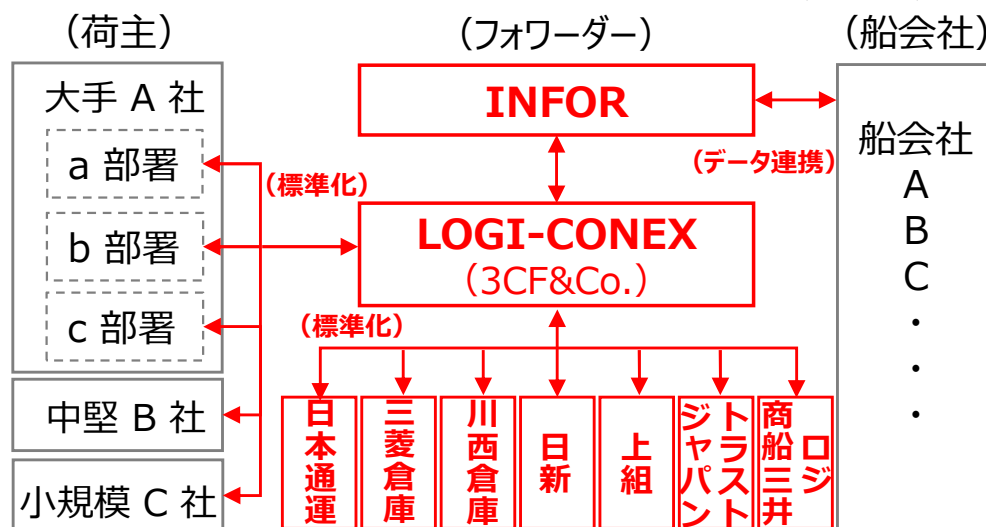 （荷主）
（フォワーダー）
（船会社）
大手 A 社
a 部署
b 部署
c 部署
中堅 B 社
小規模 C 社
（標準化）
INFOR
（データ連携）
LOGI-CONEX
（3CF&Co.）
（標準化）
日本通運
三菱倉庫
川西倉庫
日新
上組
トラスト
ジャパン
ロジ
商船三井
船会社
A
B
C
・
・
・